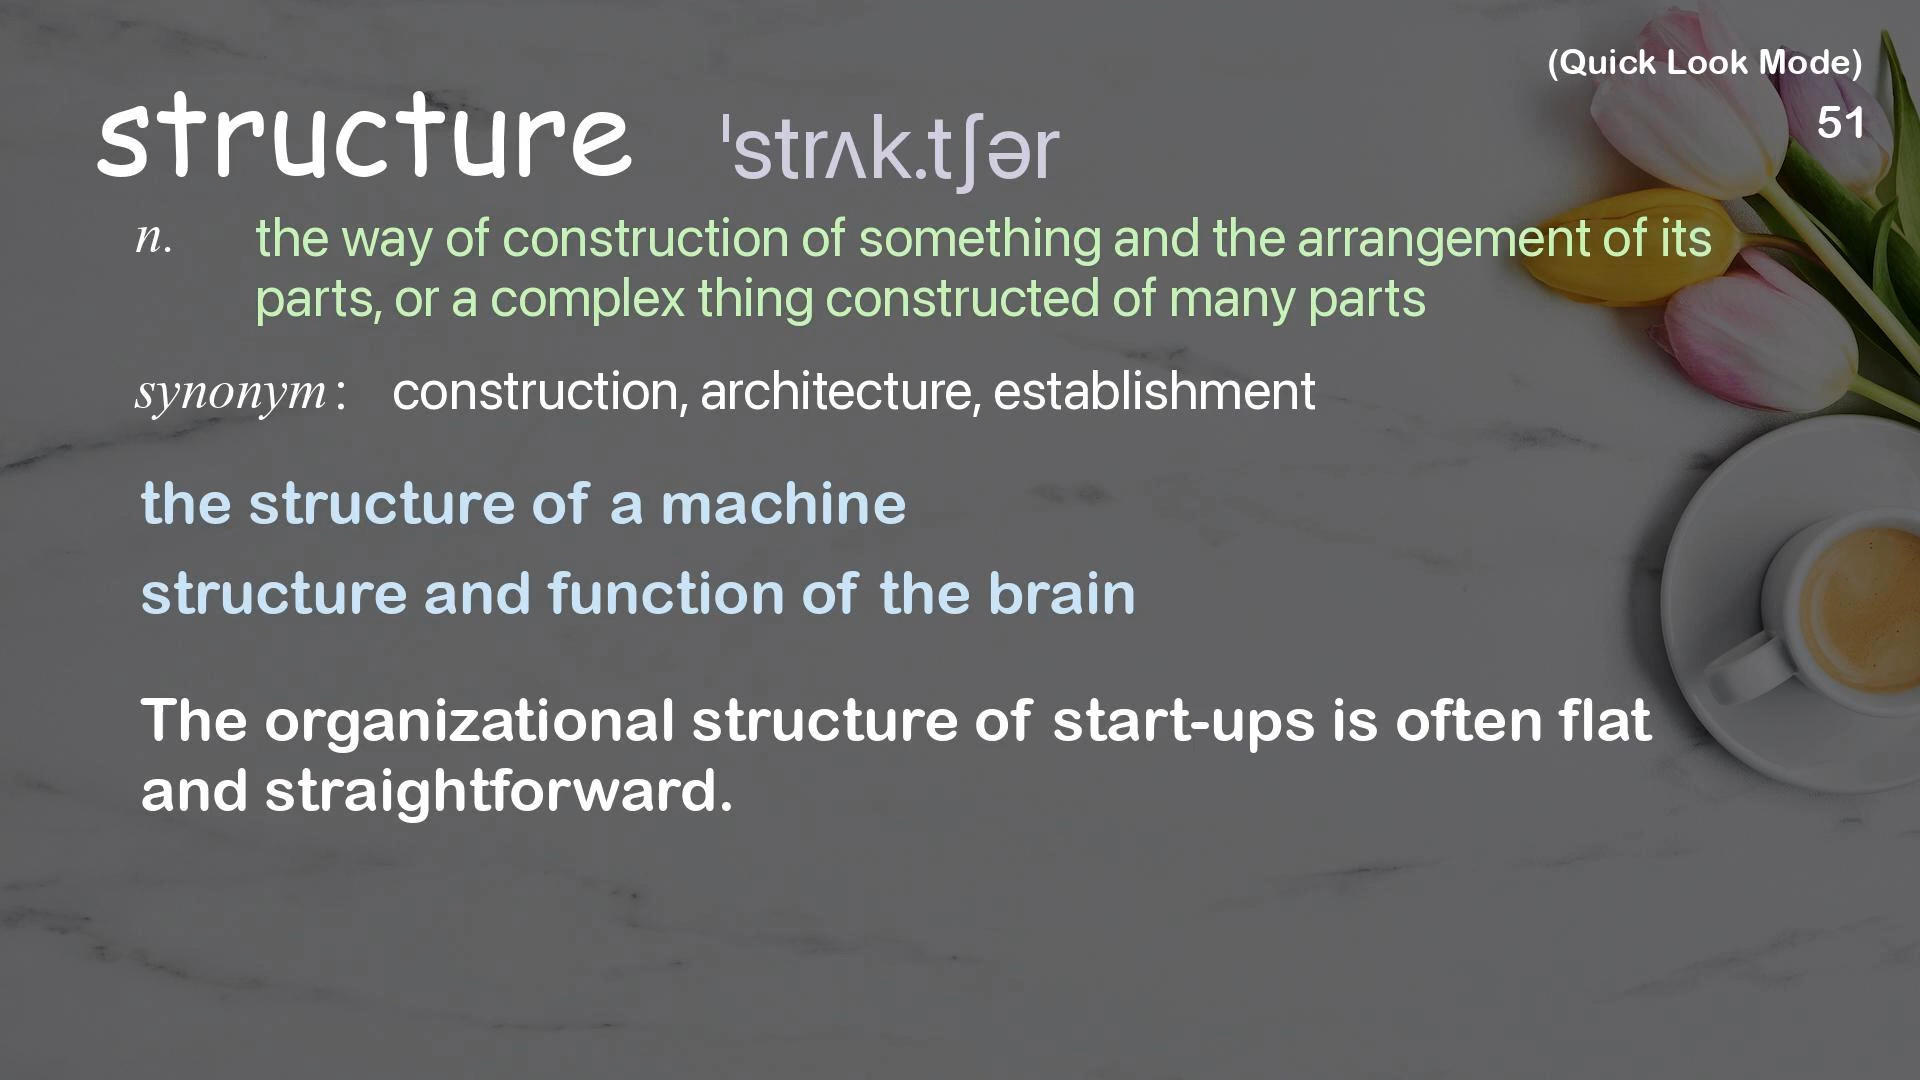 (Quick Look Mode)
structure ˈstrʌk.tʃər
51
n. the way of construction of something and the arrangement of its
parts, or a complex thing constructed of many parts
synonym: construction, architecture, establishment
the structure of a machine
structure and function of the brain
The organizational structure of start-ups is often flat
and straightforward.